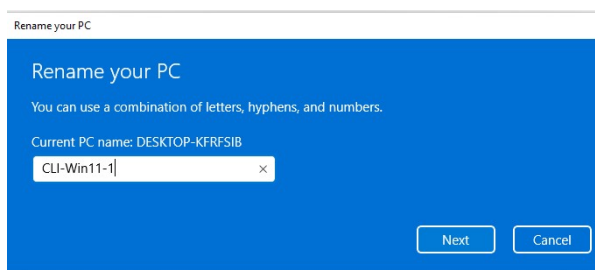 Rename your PC
Rename your PC
You can use a combination of letters, hyphens, and numbers.
Current PC name: DESKTOP-KFRFSIB
CLI-Win11-1
Next
Cancel